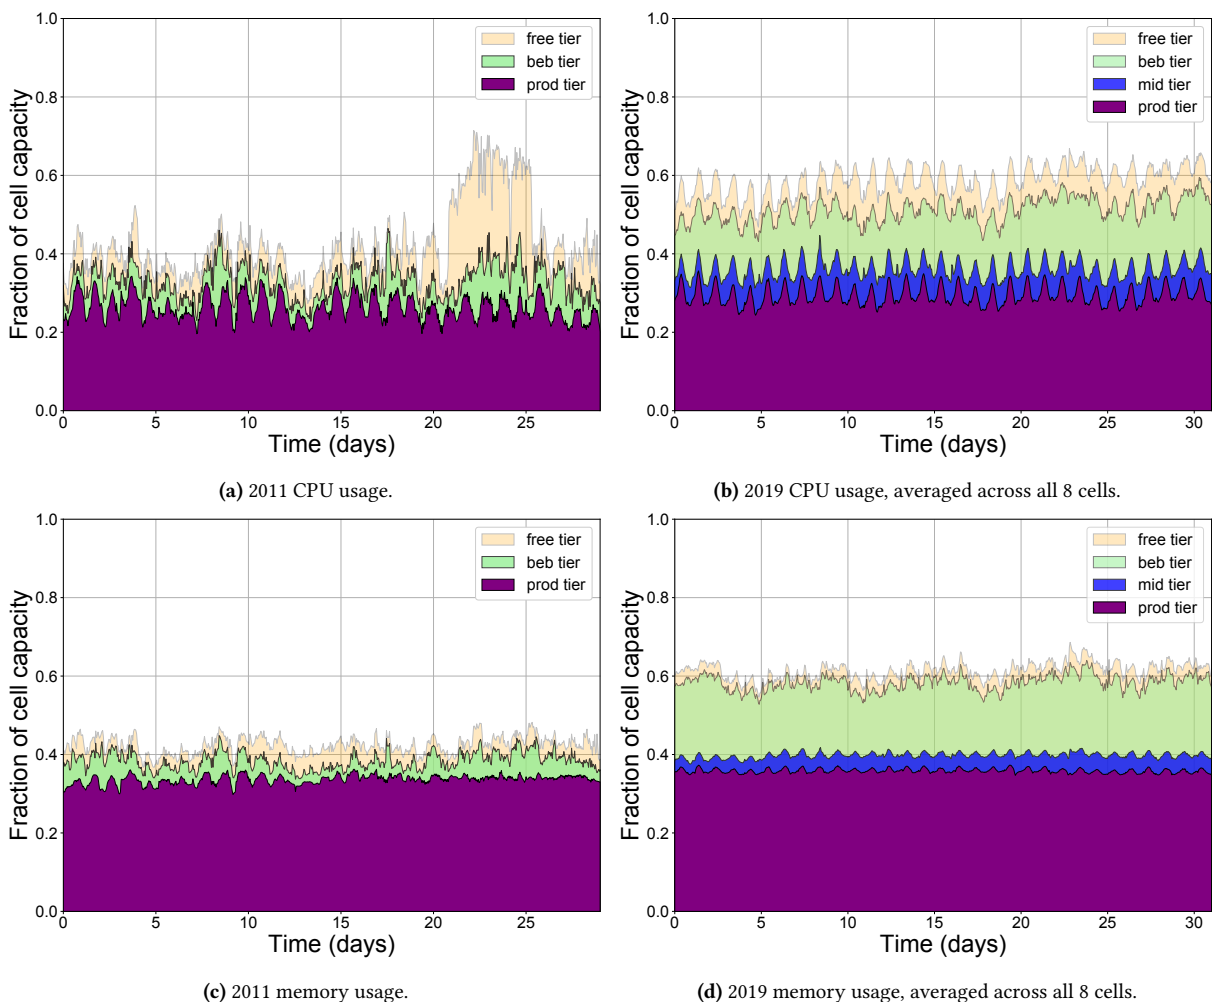 1.0
0.8
0.6
0.4
0.2
0.0
Fraction of cell capacity
free tier
beb tier
prod tier
0 5 10 15 20 25
Time (days)
(a) 2011 CPU usage.
1.0
0.8
0.6
0.4
0.2
0.0
Fraction of cell capacity
free tier
beb tier
mid tier
prod tier
0 5 10 15 20 25 30
Time (days)
(b) 2019 CPU usage, averaged across all 8 cells.
1.0
0.8
0.6
0.4
0.2
0.0
Fraction of cell capacity
free tier
beb tier
prod tier
0 5 10 15 20 25
Time (days)
(c) 2011 memory usage.
1.0
0.8
0.6
0.4
0.2
0.0
Fraction of cell capacity
free tier
beb tier
mid tier
prod tier
0 5 10 15 20 25 30
Time (days)
(d) 2019 memory usage, averaged across all 8 cells.